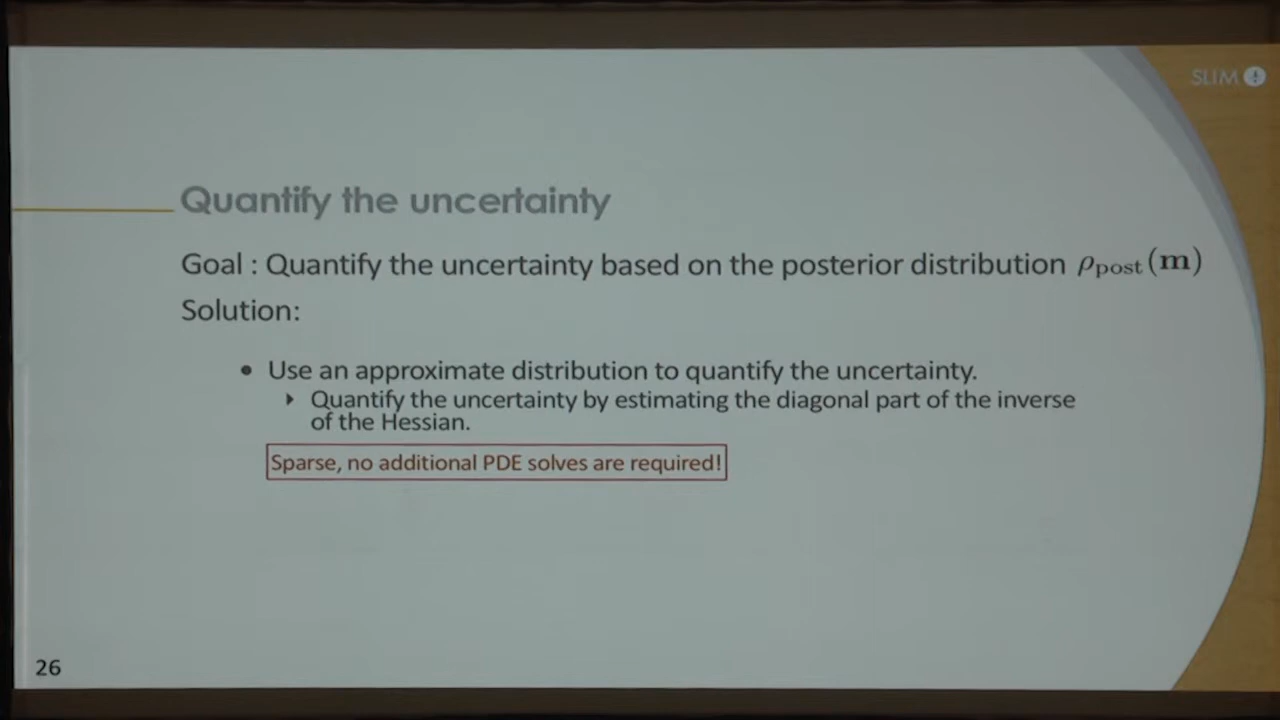 SLIM
Quantify the uncertainty
Goal : Quantify the uncertainty based on the posterior distribution ρpost(m)
Solution:
• Use an approximate distribution to quantify the uncertainty.
‣ Quantify the uncertainty by estimating the diagonal part of the inverse
of the Hessian.
Sparse, no additional PDE solves are required!
26